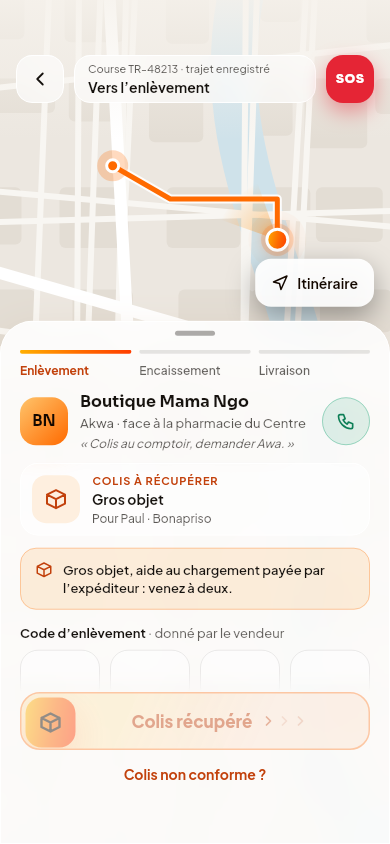 Course TR-48213 · trajet enregistré
Vers l’enlèvement
SOS
Itinéraire
Enlèvement
Encaissement
Livraison
BN
Boutique Mama Ngo
Akwa · face à la pharmacie du Centre
« Colis au comptoir, demander Awa. »
COLIS À RÉCUPÉRER
Gros objet
Pour Paul · Bonapriso
Gros objet, aide au chargement payée par
l’expéditeur : venez à deux.
Code d’enlèvement · donné par le vendeur
Colis récupéré
Colis non conforme ?